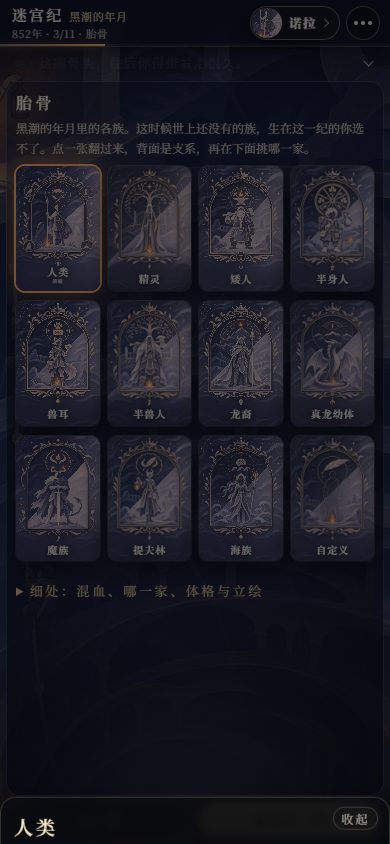 迷宫纪 黑潮的年月
852年 · 3/11 · 胎骨
诺拉
胎骨
黑潮的年月里的各族。这时候世上还没有的族，生在这一纪的你选
不了。点一张翻过来，背面是支系，再在下面挑哪一家。
人类
精灵
矮人
半身人
兽耳
半兽人
龙裔
真龙幼体
魔族
提夫林
海族
自定义
▶ 细处：混血、哪一家、体格与立绘
人类
收起